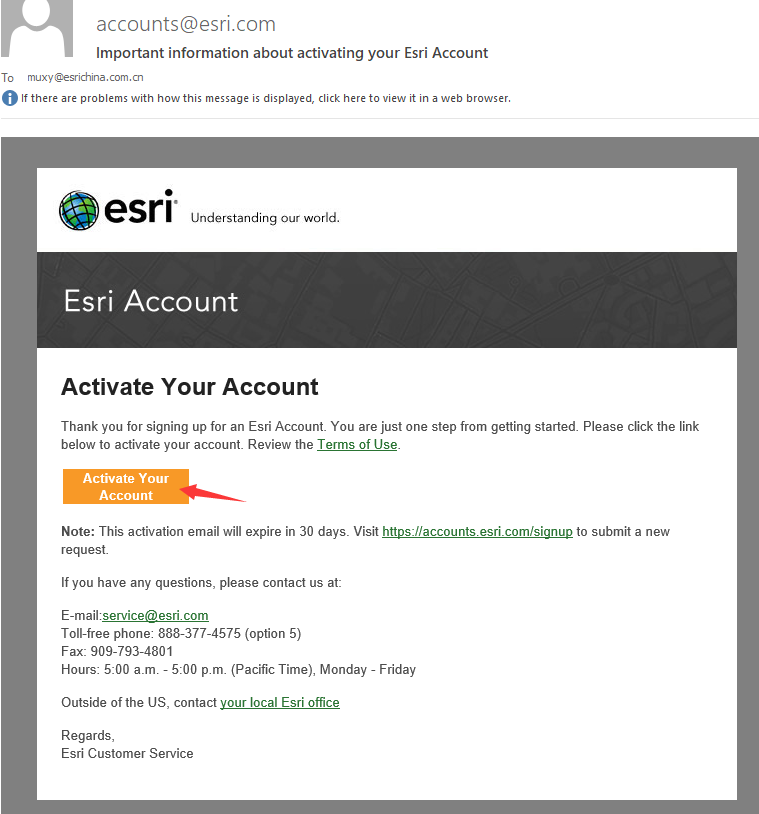 accounts@esri.com
Important information about activating your Esri Account
To muxy@esrichina.com.cn
If there are problems with how this message is displayed, click here to view it in a web browser.
esri® Understanding our world.
Esri Account
Activate Your Account
Thank you for signing up for an Esri Account. You are just one step from getting started. Please click the link
below to activate your account. Review the Terms of Use.
Activate Your
Account
Note: This activation email will expire in 30 days. Visit https://accounts.esri.com/signup to submit a new
request.
If you have any questions, please contact us at:
E-mail:service@esri.com
Toll-free phone: 888-377-4575 (option 5)
Fax: 909-793-4801
Hours: 5:00 a.m. - 5:00 p.m. (Pacific Time), Monday - Friday
Outside of the US, contact your local Esri office
Regards,
Esri Customer Service